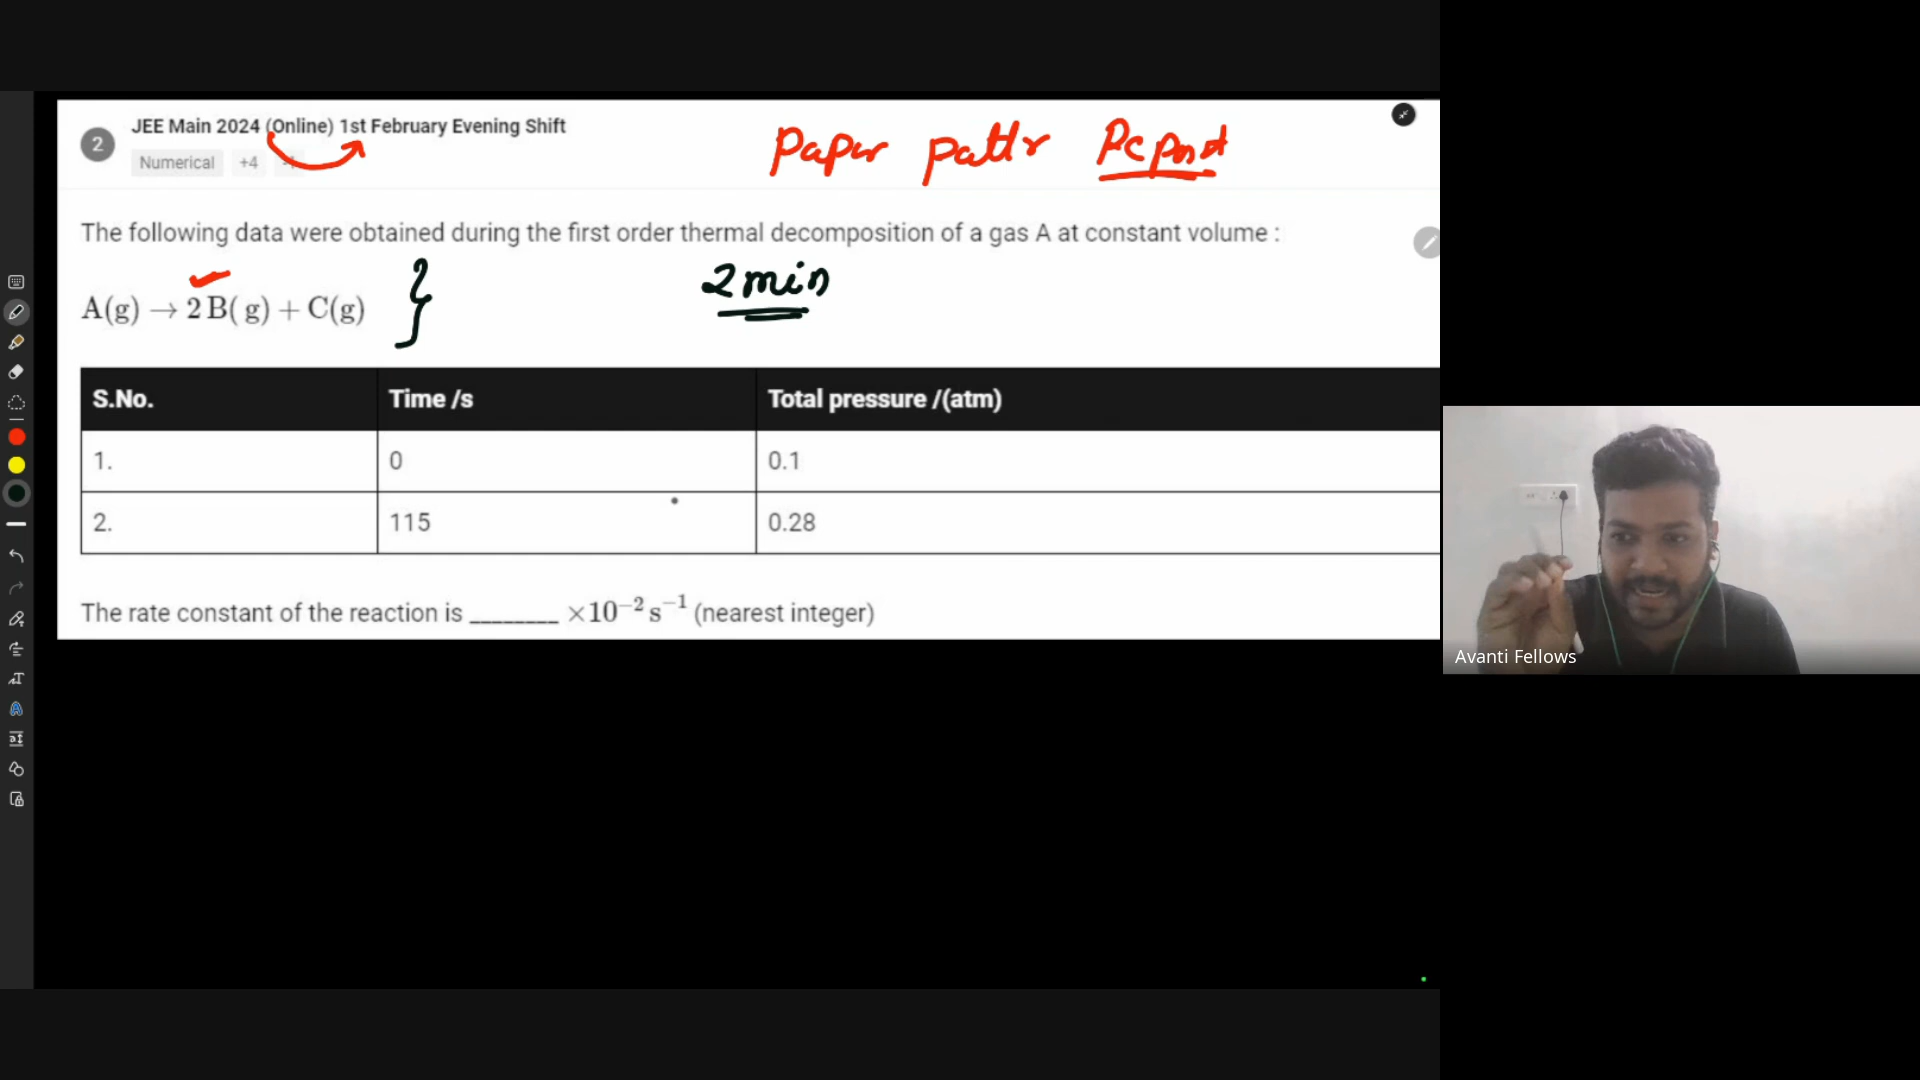 2
JEE Main 2024 (Online) 1st February Evening Shift
Numerical +4
Paper
The following data were obtained during the first order thermal decomposition of a gas A at constant volume :
A(g) → 2 B( g) + C(g) }
2 min
S.No. Time /s Total pressure /(atm)
1. 0 0.1
2. 115 0.28
The rate constant of the reaction is ________ ×10⁻² s⁻¹ (nearest integer)
Avanti Fellows